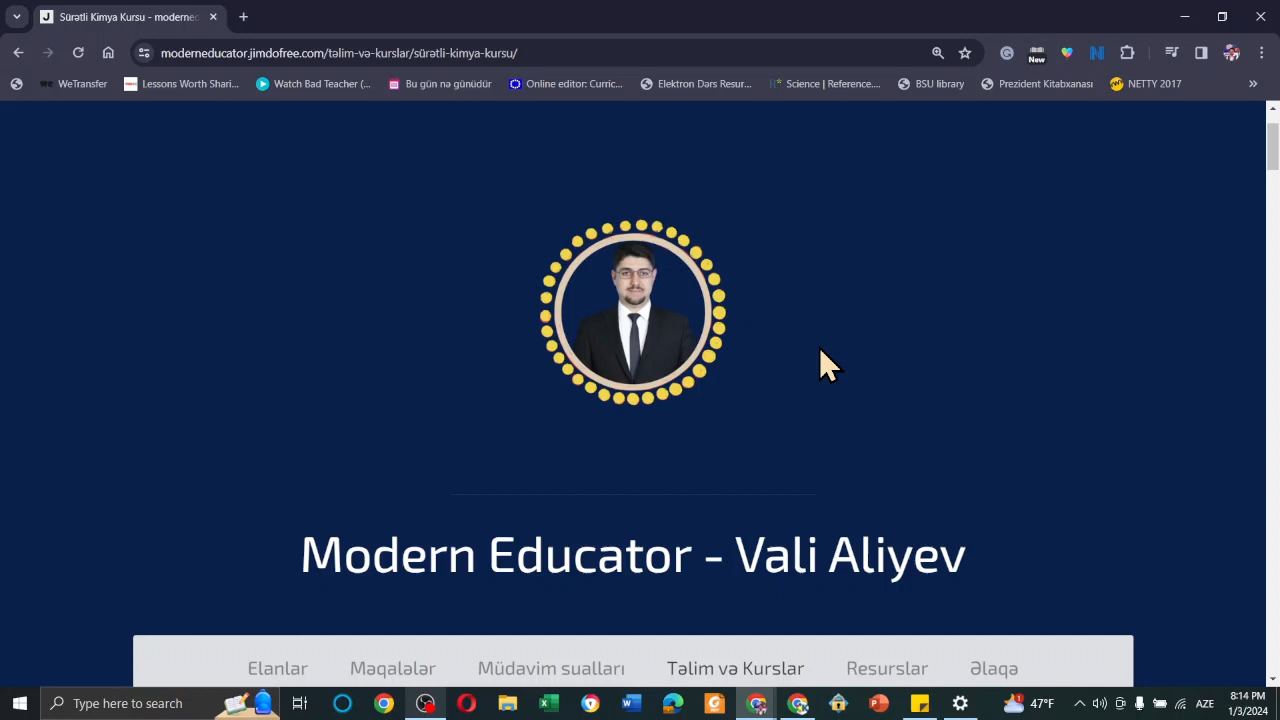 Sürətli Kimya Kursu - modernec
moderneducator.jimdofree.com/təlim-və-kurslar/sürətli-kimya-kursu/
New
WeTransfer
Lessons Worth Shari...
Watch Bad Teacher (...
Bu gün nə günüdür
Online editor: Curric...
Elektron Dərs Resur...
Science | Reference....
BSU library
Prezident Kitabxanası
NETTY 2017
Modern Educator - Vali Aliyev
Elanlar
Məqalələr
Müdavim sualları
Təlim və Kurslar
Resurslar
Əlaqə
Type here to search
47°F
AZE
8:14 PM
1/3/2024